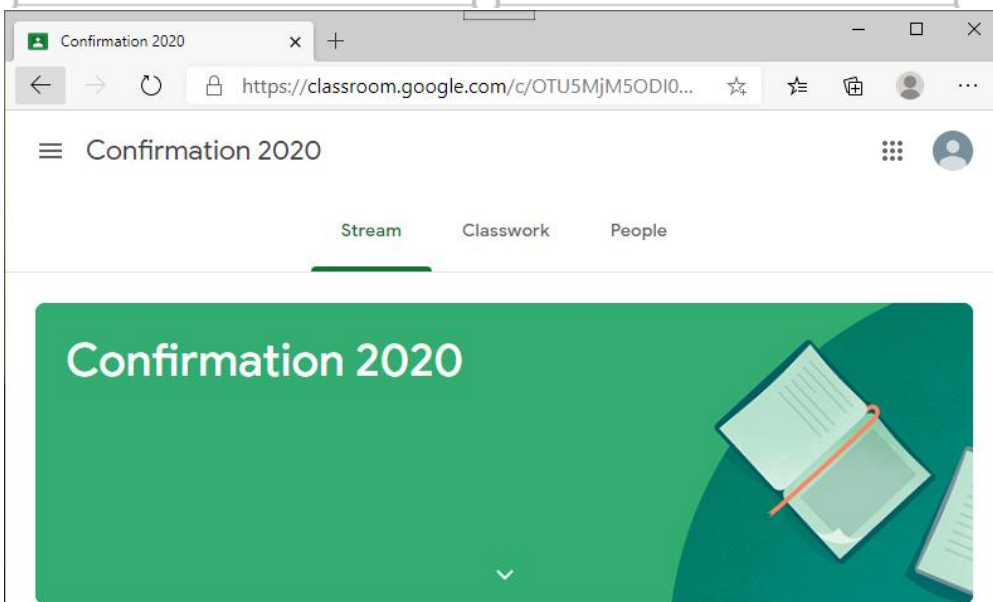 Confirmation 2020
https://classroom.google.com/c/OTU5MjM5ODI0...
Confirmation 2020
Stream Classwork People
Confirmation 2020